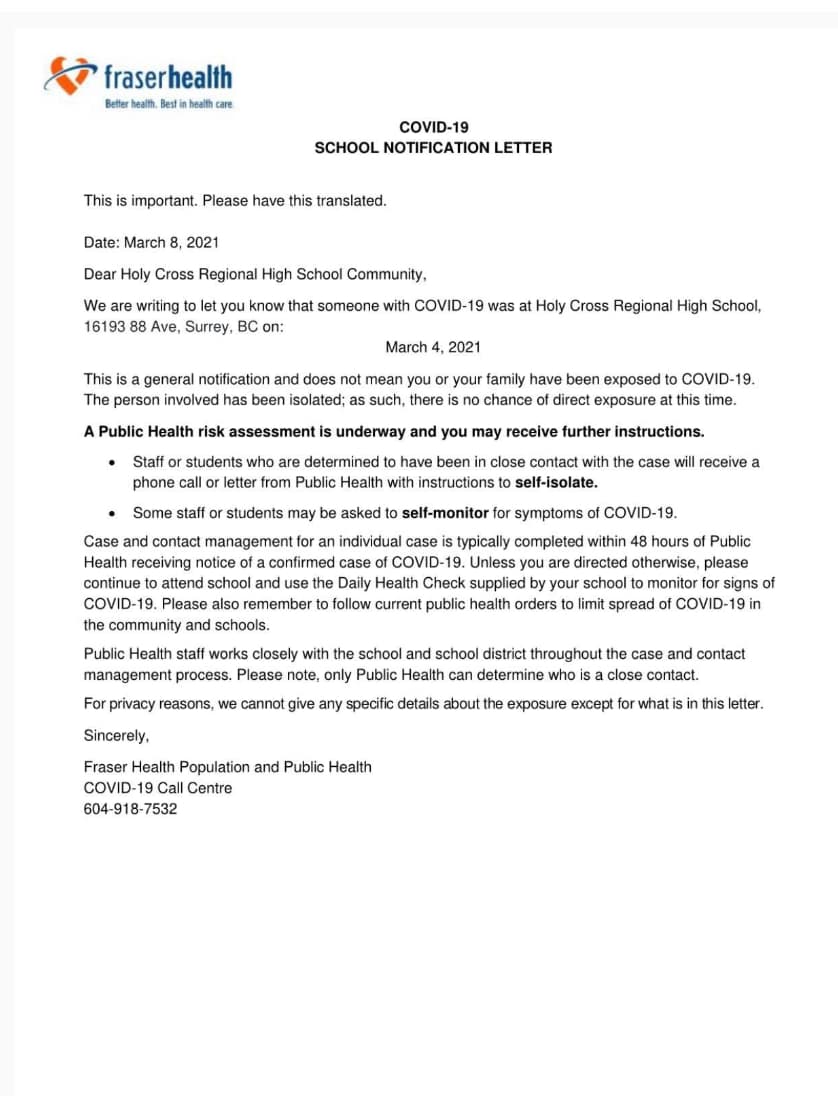 fraserhealth
Better health. Best in health care.
COVID-19
SCHOOL NOTIFICATION LETTER
This is important. Please have this translated.
Date: March 8, 2021
Dear Holy Cross Regional High School Community,
We are writing to let you know that someone with COVID-19 was at Holy Cross Regional High School,
16193 88 Ave, Surrey, BC on:
March 4, 2021
This is a general notification and does not mean you or your family have been exposed to COVID-19.
The person involved has been isolated; as such, there is no chance of direct exposure at this time.
A Public Health risk assessment is underway and you may receive further instructions.
• Staff or students who are determined to have been in close contact with the case will receive a
phone call or letter from Public Health with instructions to self-isolate.
• Some staff or students may be asked to self-monitor for symptoms of COVID-19.
Case and contact management for an individual case is typically completed within 48 hours of Public
Health receiving notice of a confirmed case of COVID-19. Unless you are directed otherwise, please
continue to attend school and use the Daily Health Check supplied by your school to monitor for signs of
COVID-19. Please also remember to follow current public health orders to limit spread of COVID-19 in
the community and schools.
Public Health staff works closely with the school and school district throughout the case and contact
management process. Please note, only Public Health can determine who is a close contact.
For privacy reasons, we cannot give any specific details about the exposure except for what is in this letter.
Sincerely,
Fraser Health Population and Public Health
COVID-19 Call Centre
604-918-7532